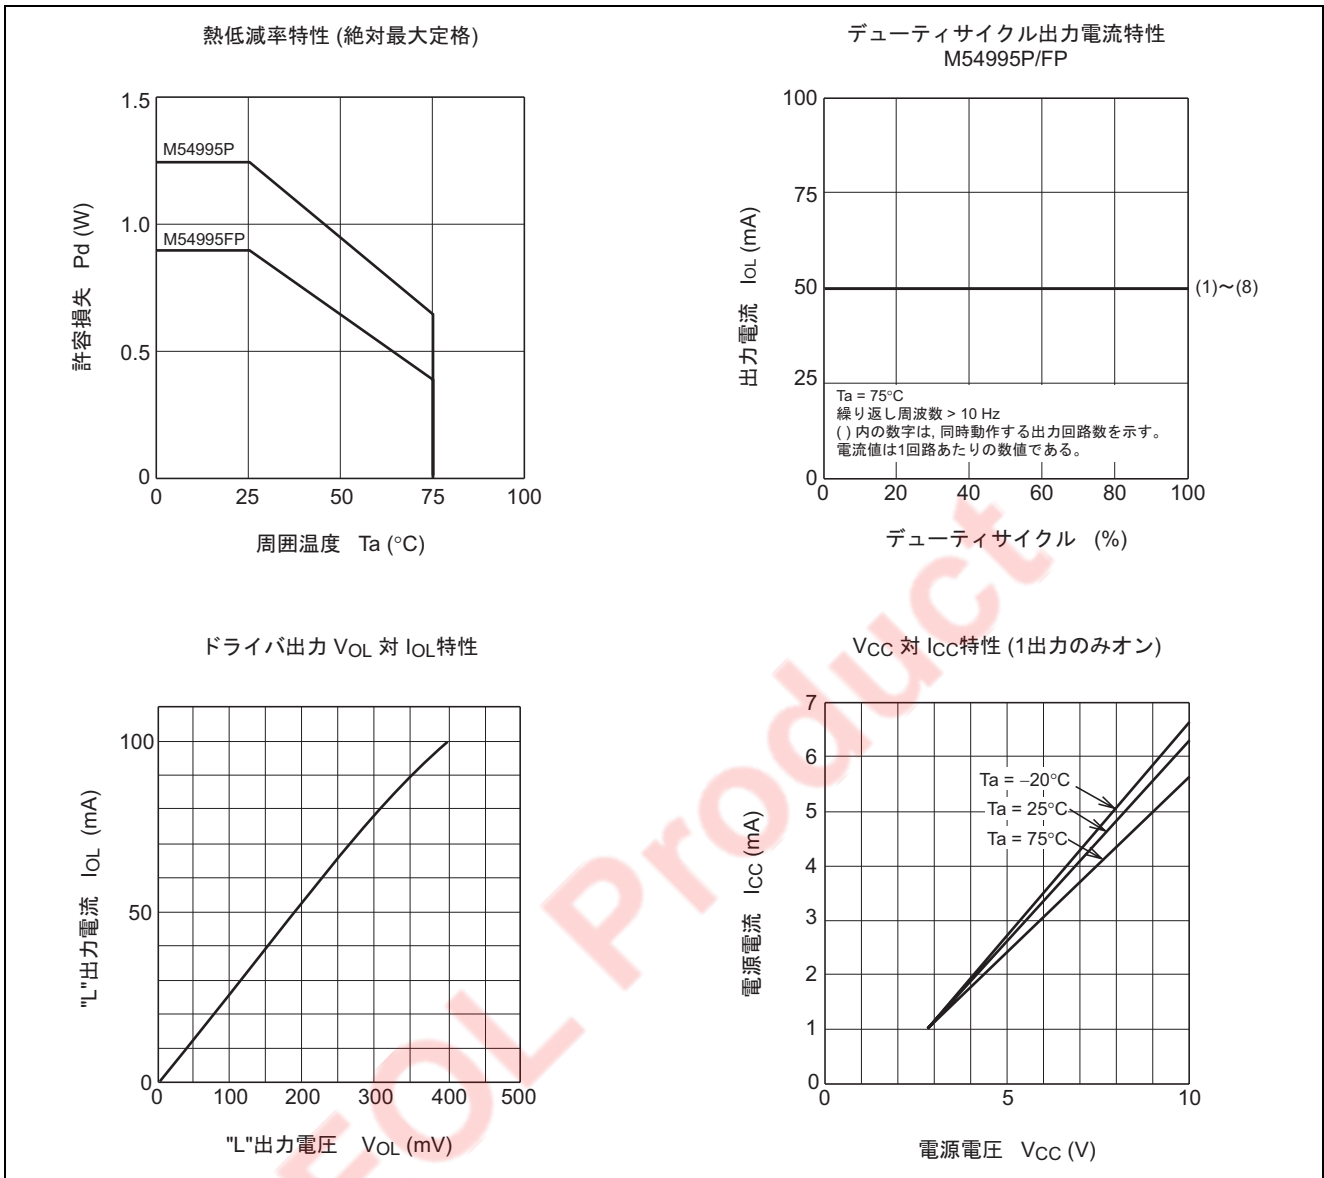 熱低減率特性 (絶対最大定格)
1.5
1.0
0.5
0
M54995P
M54995FP
許容損失 Pd (W)
0 25 50 75 100
周囲温度 Ta (°C)
デューティサイクル出力電流特性
M54995P/FP
100
75
50
25
0
出力電流 IOL (mA)
(1)～(8)
Ta = 75°C
繰り返し周波数 > 10 Hz
( ) 内の数字は, 同時動作する出力回路数を示す。
電流値は1回路あたりの数値である。
0 20 40 60 80 100
デューティサイクル (%)
ドライバ出力 VOL 対 IOL特性
100
50
0
"L"出力電流 IOL (mA)
0 100 200 300 400 500
"L"出力電圧 VOL (mV)
VCC 対 ICC特性 (1出力のみオン)
7
6
5
4
3
2
1
0
電源電流 ICC (mA)
Ta = –20°C
Ta = 25°C
Ta = 75°C
0 5 10
電源電圧 VCC (V)
EOL Product